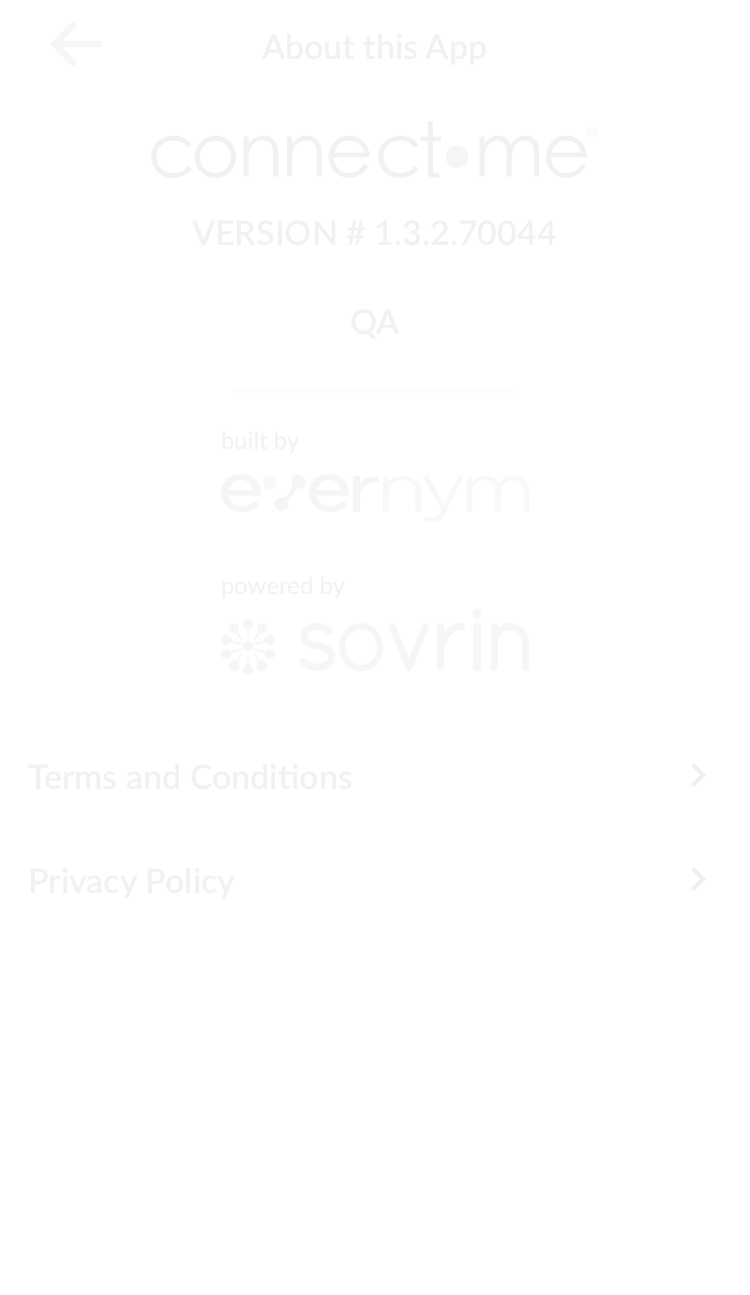 About this App
connect.me®
VERSION # 1.3.2.70044
QA
built by
evernym
powered by
sovrin
Terms and Conditions
Privacy Policy